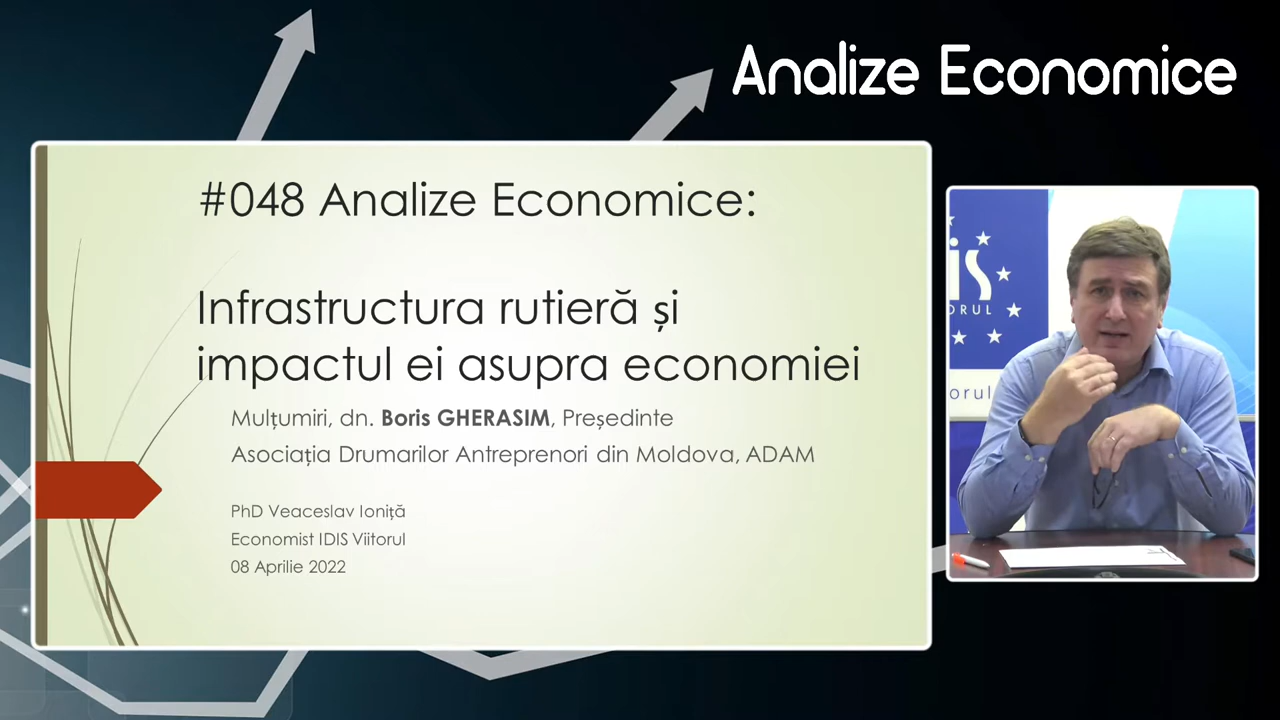 Analize Economice
#048 Analize Economice:
Infrastructura rutieră și
impactul ei asupra economiei
Mulțumiri, dn. Boris GHERASIM, Președinte
Asociația Drumarilor Antreprenori din Moldova, ADAM
PhD Veaceslav Ioniță
Economist IDIS Viitorul
08 Aprilie 2022